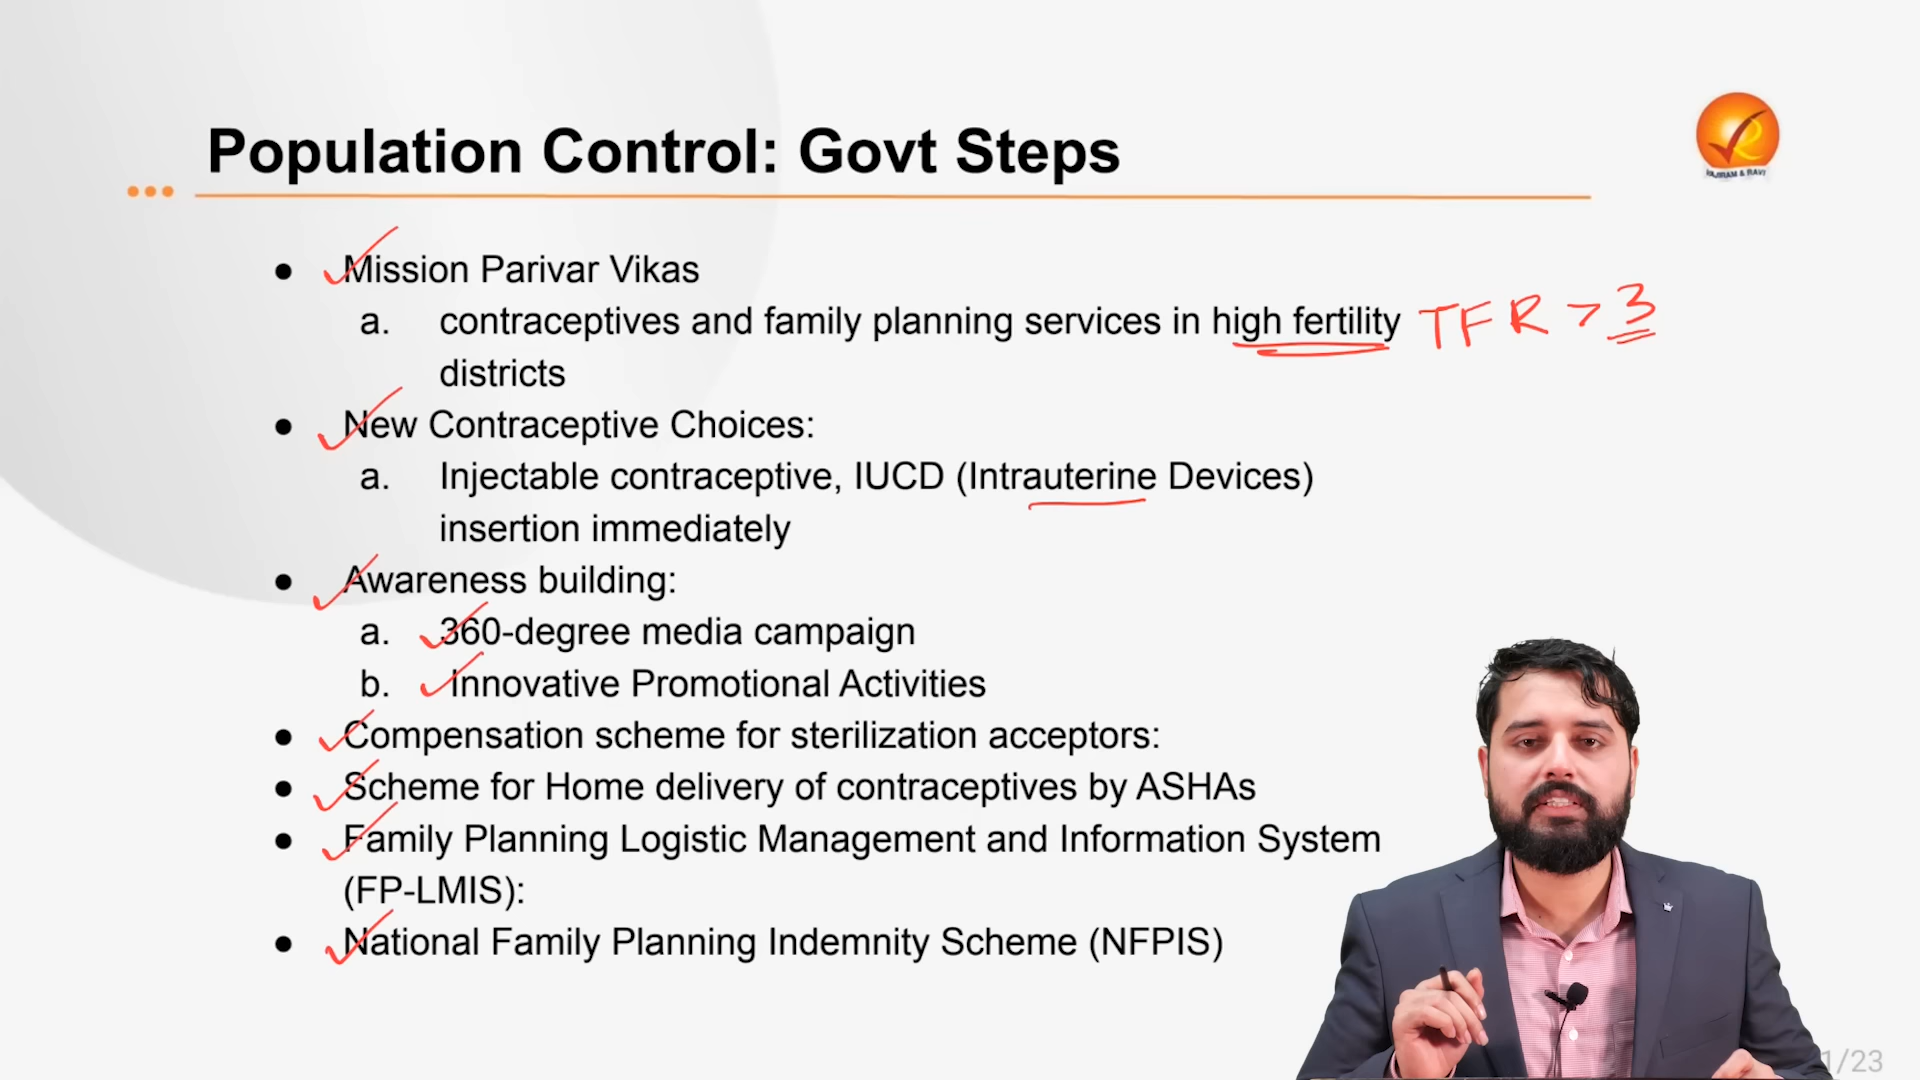 Population Control: Govt Steps
RAJIRAM & RAVI
● Mission Parivar Vikas
a. contraceptives and family planning services in high fertility TFR > 3
districts
● New Contraceptive Choices:
a. Injectable contraceptive, IUCD (Intrauterine Devices)
insertion immediately
● Awareness building:
a. 360-degree media campaign
b. Innovative Promotional Activities
● Compensation scheme for sterilization acceptors:
● Scheme for Home delivery of contraceptives by ASHAs
● Family Planning Logistic Management and Information System
(FP-LMIS):
● National Family Planning Indemnity Scheme (NFPIS)
1/23